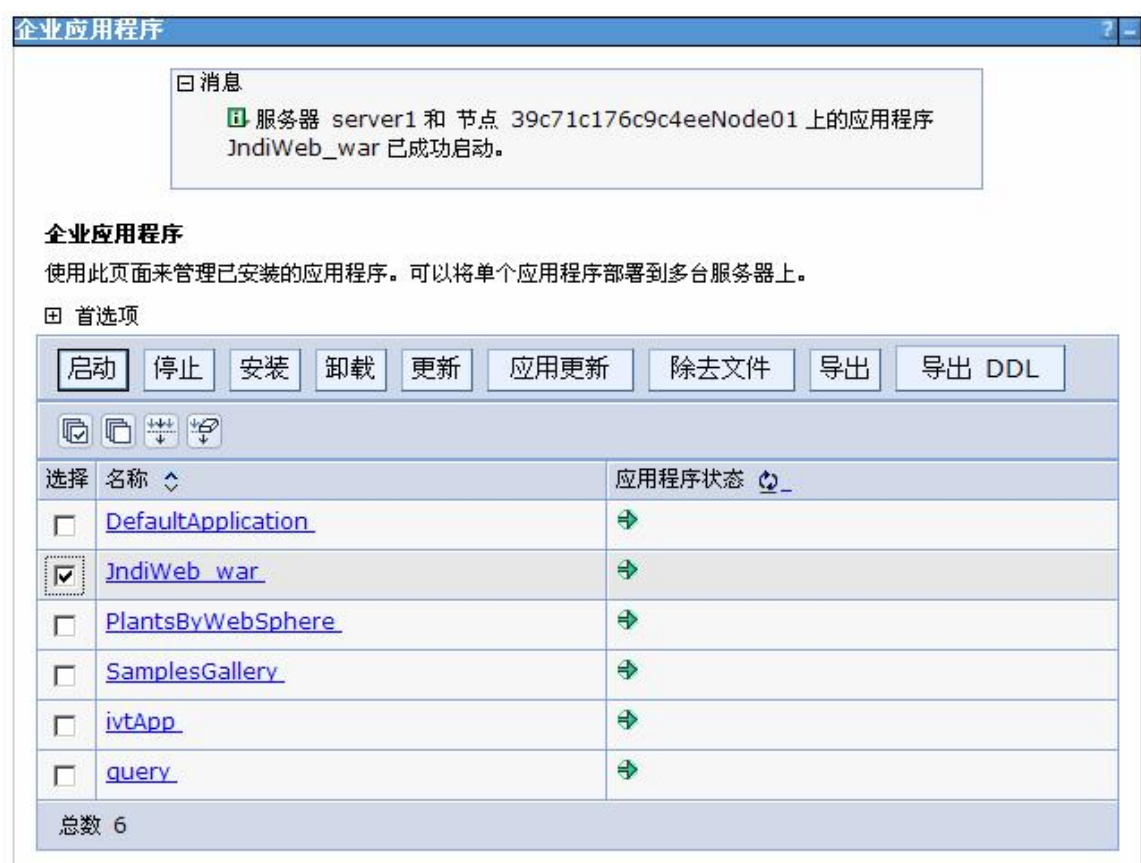 企业应用程序 ? -
消息
服务器 server1 和 节点 39c71c176c9c4eeNode01 上的应用程序
JndiWeb_war 已成功启动。
企业应用程序
使用此页面来管理已安装的应用程序。可以将单个应用程序部署到多台服务器上。
首选项
启动 停止 安装 卸载 更新 应用更新 除去文件 导出 导出 DDL
选择 名称 应用程序状态
DefaultApplication
JndiWeb_war
PlantsByWebSphere
SamplesGallery
ivtApp
query
总数 6